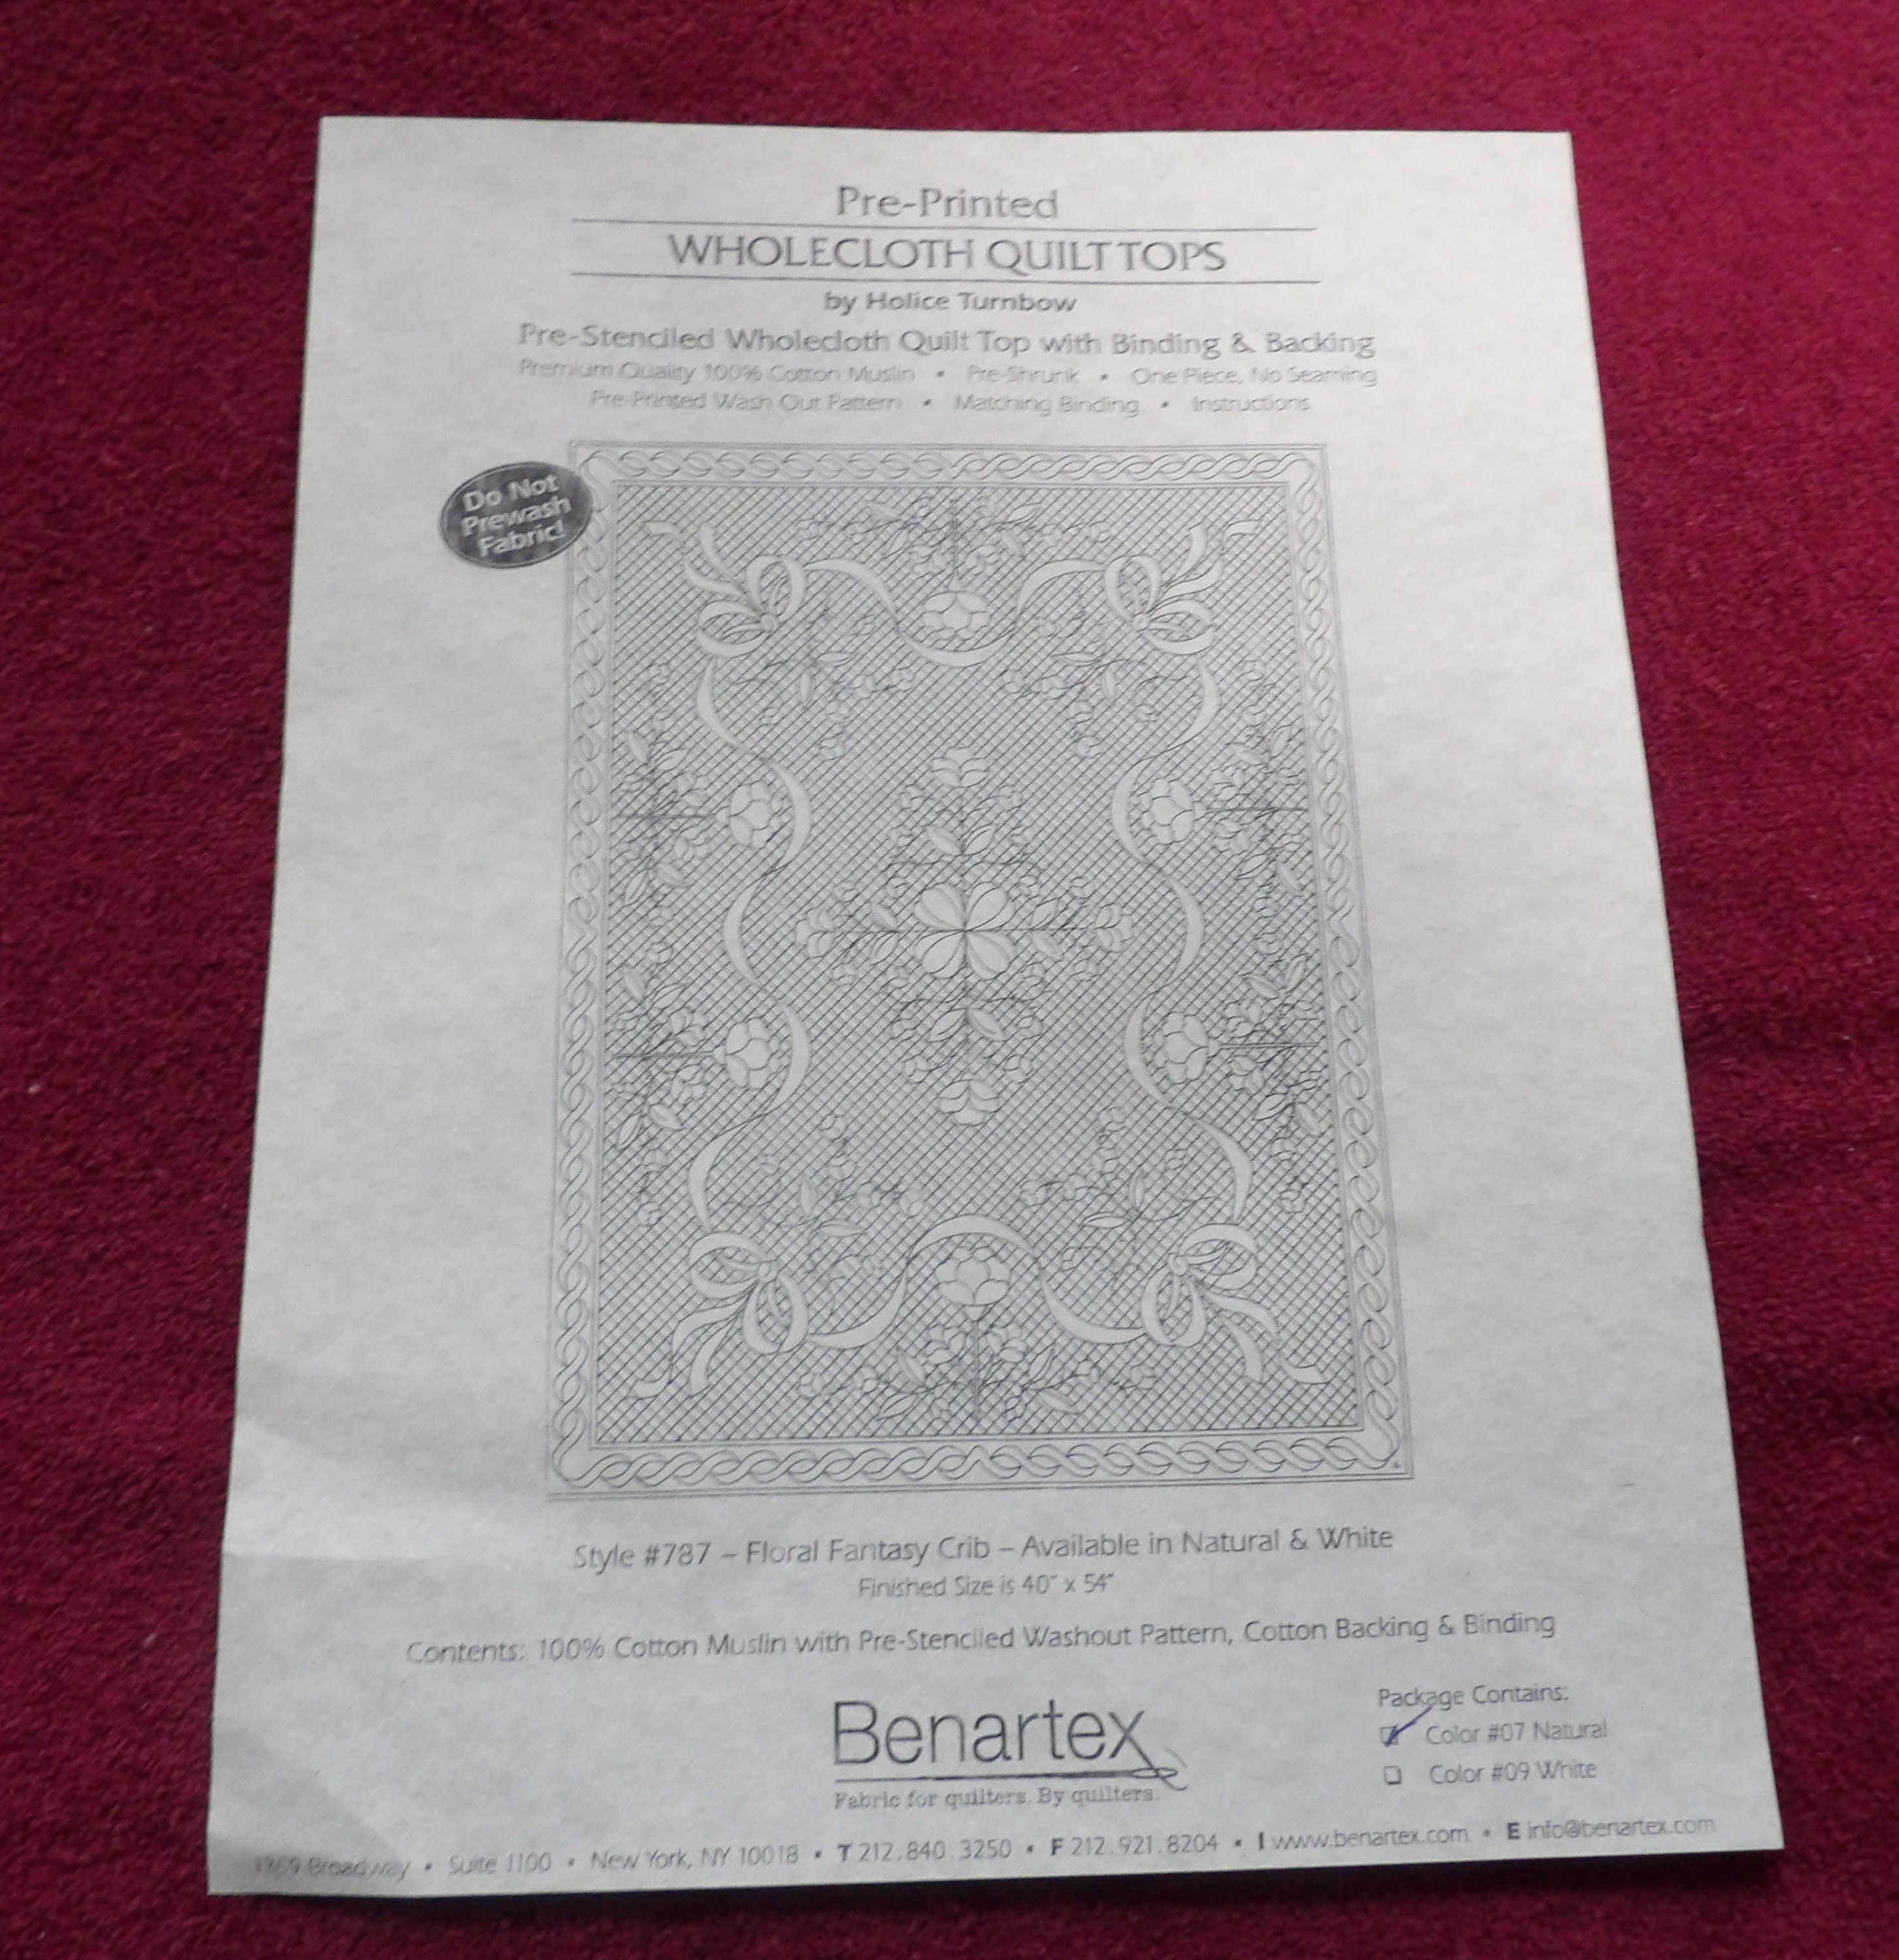 Pre-Printed
WHOLECLOTH QUILT TOPS
by Holice Turnbow
Pre-Stenciled Wholecloth Quilt Top with Binding & Backing
Premium Quality 100% Cotton Muslin • Pre-Shrunk • One Piece, No Seaming
Pre-Printed Wash Out Pattern • Matching Binding • Instructions
Do Not
Prewash
Fabric!
Style #787 – Floral Fantasy Crib – Available in Natural & White
Finished Size is 40" x 54"
Contents: 100% Cotton Muslin with Pre-Stenciled Washout Pattern, Cotton Backing & Binding
Benartex
Fabric for quilters. By quilters.
Package Contains:
Color #07 Natural
Color #09 White
1359 Broadway • Suite 1100 • New York, NY 10018 • T 212.840.3250 • F 212.921.8204 • I www.benartex.com • E info@benartex.com